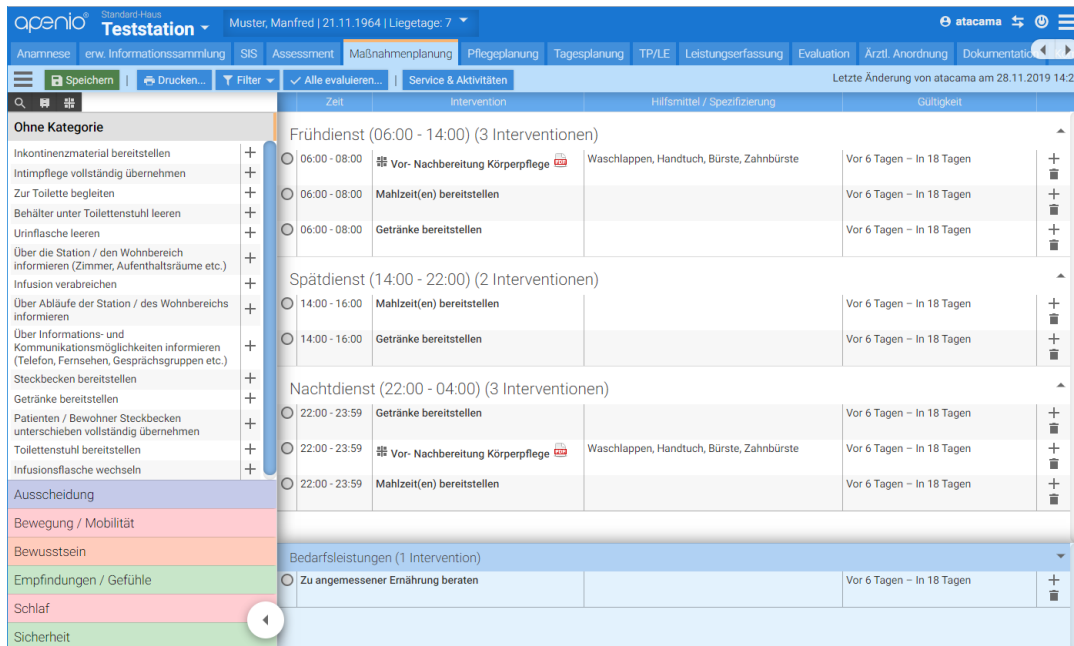 apenio®
Standard-Haus
Teststation
Muster, Manfred | 21.11.1964 | Liegetage: 7
atacama
Anamnese erw. Informationssammlung SIS Assessment Maßnahmenplanung Pflegeplanung Tagesplanung TP/LE Leistungserfassung Evaluation Ärztl. Anordnung Dokumentatio
Speichern | Drucken... Filter Alle evaluieren... | Service & Aktivitäten
Letzte Änderung von atacama am 28.11.2019 14:2
Zeit Intervention Hilfsmittel / Spezifizierung Gültigkeit
Ohne Kategorie
Inkontinenzmaterial bereitstellen
Intimpflege vollständig übernehmen
Zur Toilette begleiten
Behälter unter Toilettenstuhl leeren
Urinflasche leeren
Über die Station / den Wohnbereich
informieren (Zimmer, Aufenthaltsräume etc.)
Infusion verabreichen
Über Abläufe der Station / des Wohnbereichs
informieren
Über Informations- und
Kommunikationsmöglichkeiten informieren
(Telefon, Fernsehen, Gesprächsgruppen etc.)
Steckbecken bereitstellen
Getränke bereitstellen
Patienten / Bewohner Steckbecken
unterschieben vollständig übernehmen
Toilettenstuhl bereitstellen
Infusionsflasche wechseln
Ausscheidung
Bewegung / Mobilität
Bewusstsein
Empfindungen / Gefühle
Schlaf
Sicherheit
Frühdienst (06:00 - 14:00) (3 Interventionen)
06:00 - 08:00 Vor- Nachbereitung Körperpflege PDF Waschlappen, Handtuch, Bürste, Zahnbürste Vor 6 Tagen – In 18 Tagen
06:00 - 08:00 Mahlzeit(en) bereitstellen Vor 6 Tagen – In 18 Tagen
06:00 - 08:00 Getränke bereitstellen Vor 6 Tagen – In 18 Tagen
Spätdienst (14:00 - 22:00) (2 Interventionen)
14:00 - 16:00 Mahlzeit(en) bereitstellen Vor 6 Tagen – In 18 Tagen
14:00 - 16:00 Getränke bereitstellen Vor 6 Tagen – In 18 Tagen
Nachtdienst (22:00 - 04:00) (3 Interventionen)
22:00 - 23:59 Getränke bereitstellen Vor 6 Tagen – In 18 Tagen
22:00 - 23:59 Vor- Nachbereitung Körperpflege PDF Waschlappen, Handtuch, Bürste, Zahnbürste Vor 6 Tagen – In 18 Tagen
22:00 - 23:59 Mahlzeit(en) bereitstellen Vor 6 Tagen – In 18 Tagen
Bedarfsleistungen (1 Intervention)
Zu angemessener Ernährung beraten Vor 6 Tagen – In 18 Tagen